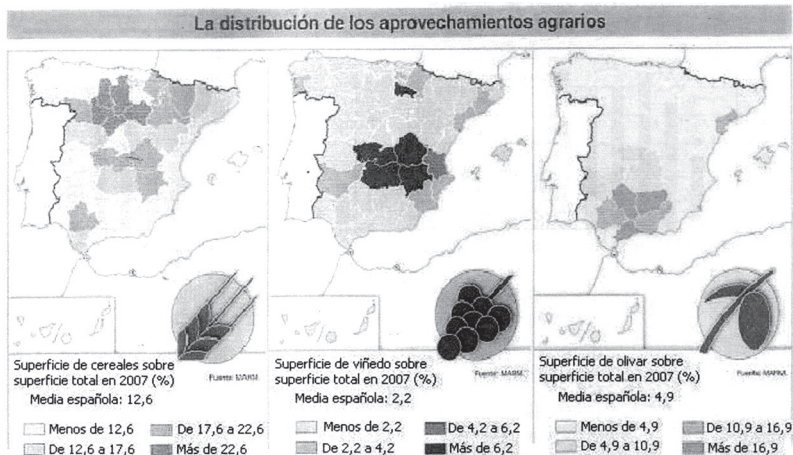 La distribución de los aprovechamientos agrarios
Superficie de cereales sobre
superficie total en 2007 (%)
Fuente: MARM.
Media española: 12,6
Menos de 12,6
De 17,6 a 22,6
De 12,6 a 17,6
Más de 22,6
Superficie de viñedo sobre
superficie total en 2007 (%)
Fuente: MARM.
Media española: 2,2
Menos de 2,2
De 4,2 a 6,2
De 2,2 a 4,2
Más de 6,2
Superficie de olivar sobre
superficie total en 2007 (%)
Fuente: MARM.
Media española: 4,9
Menos de 4,9
De 10,9 a 16,9
De 4,9 a 10,9
Más de 16,9